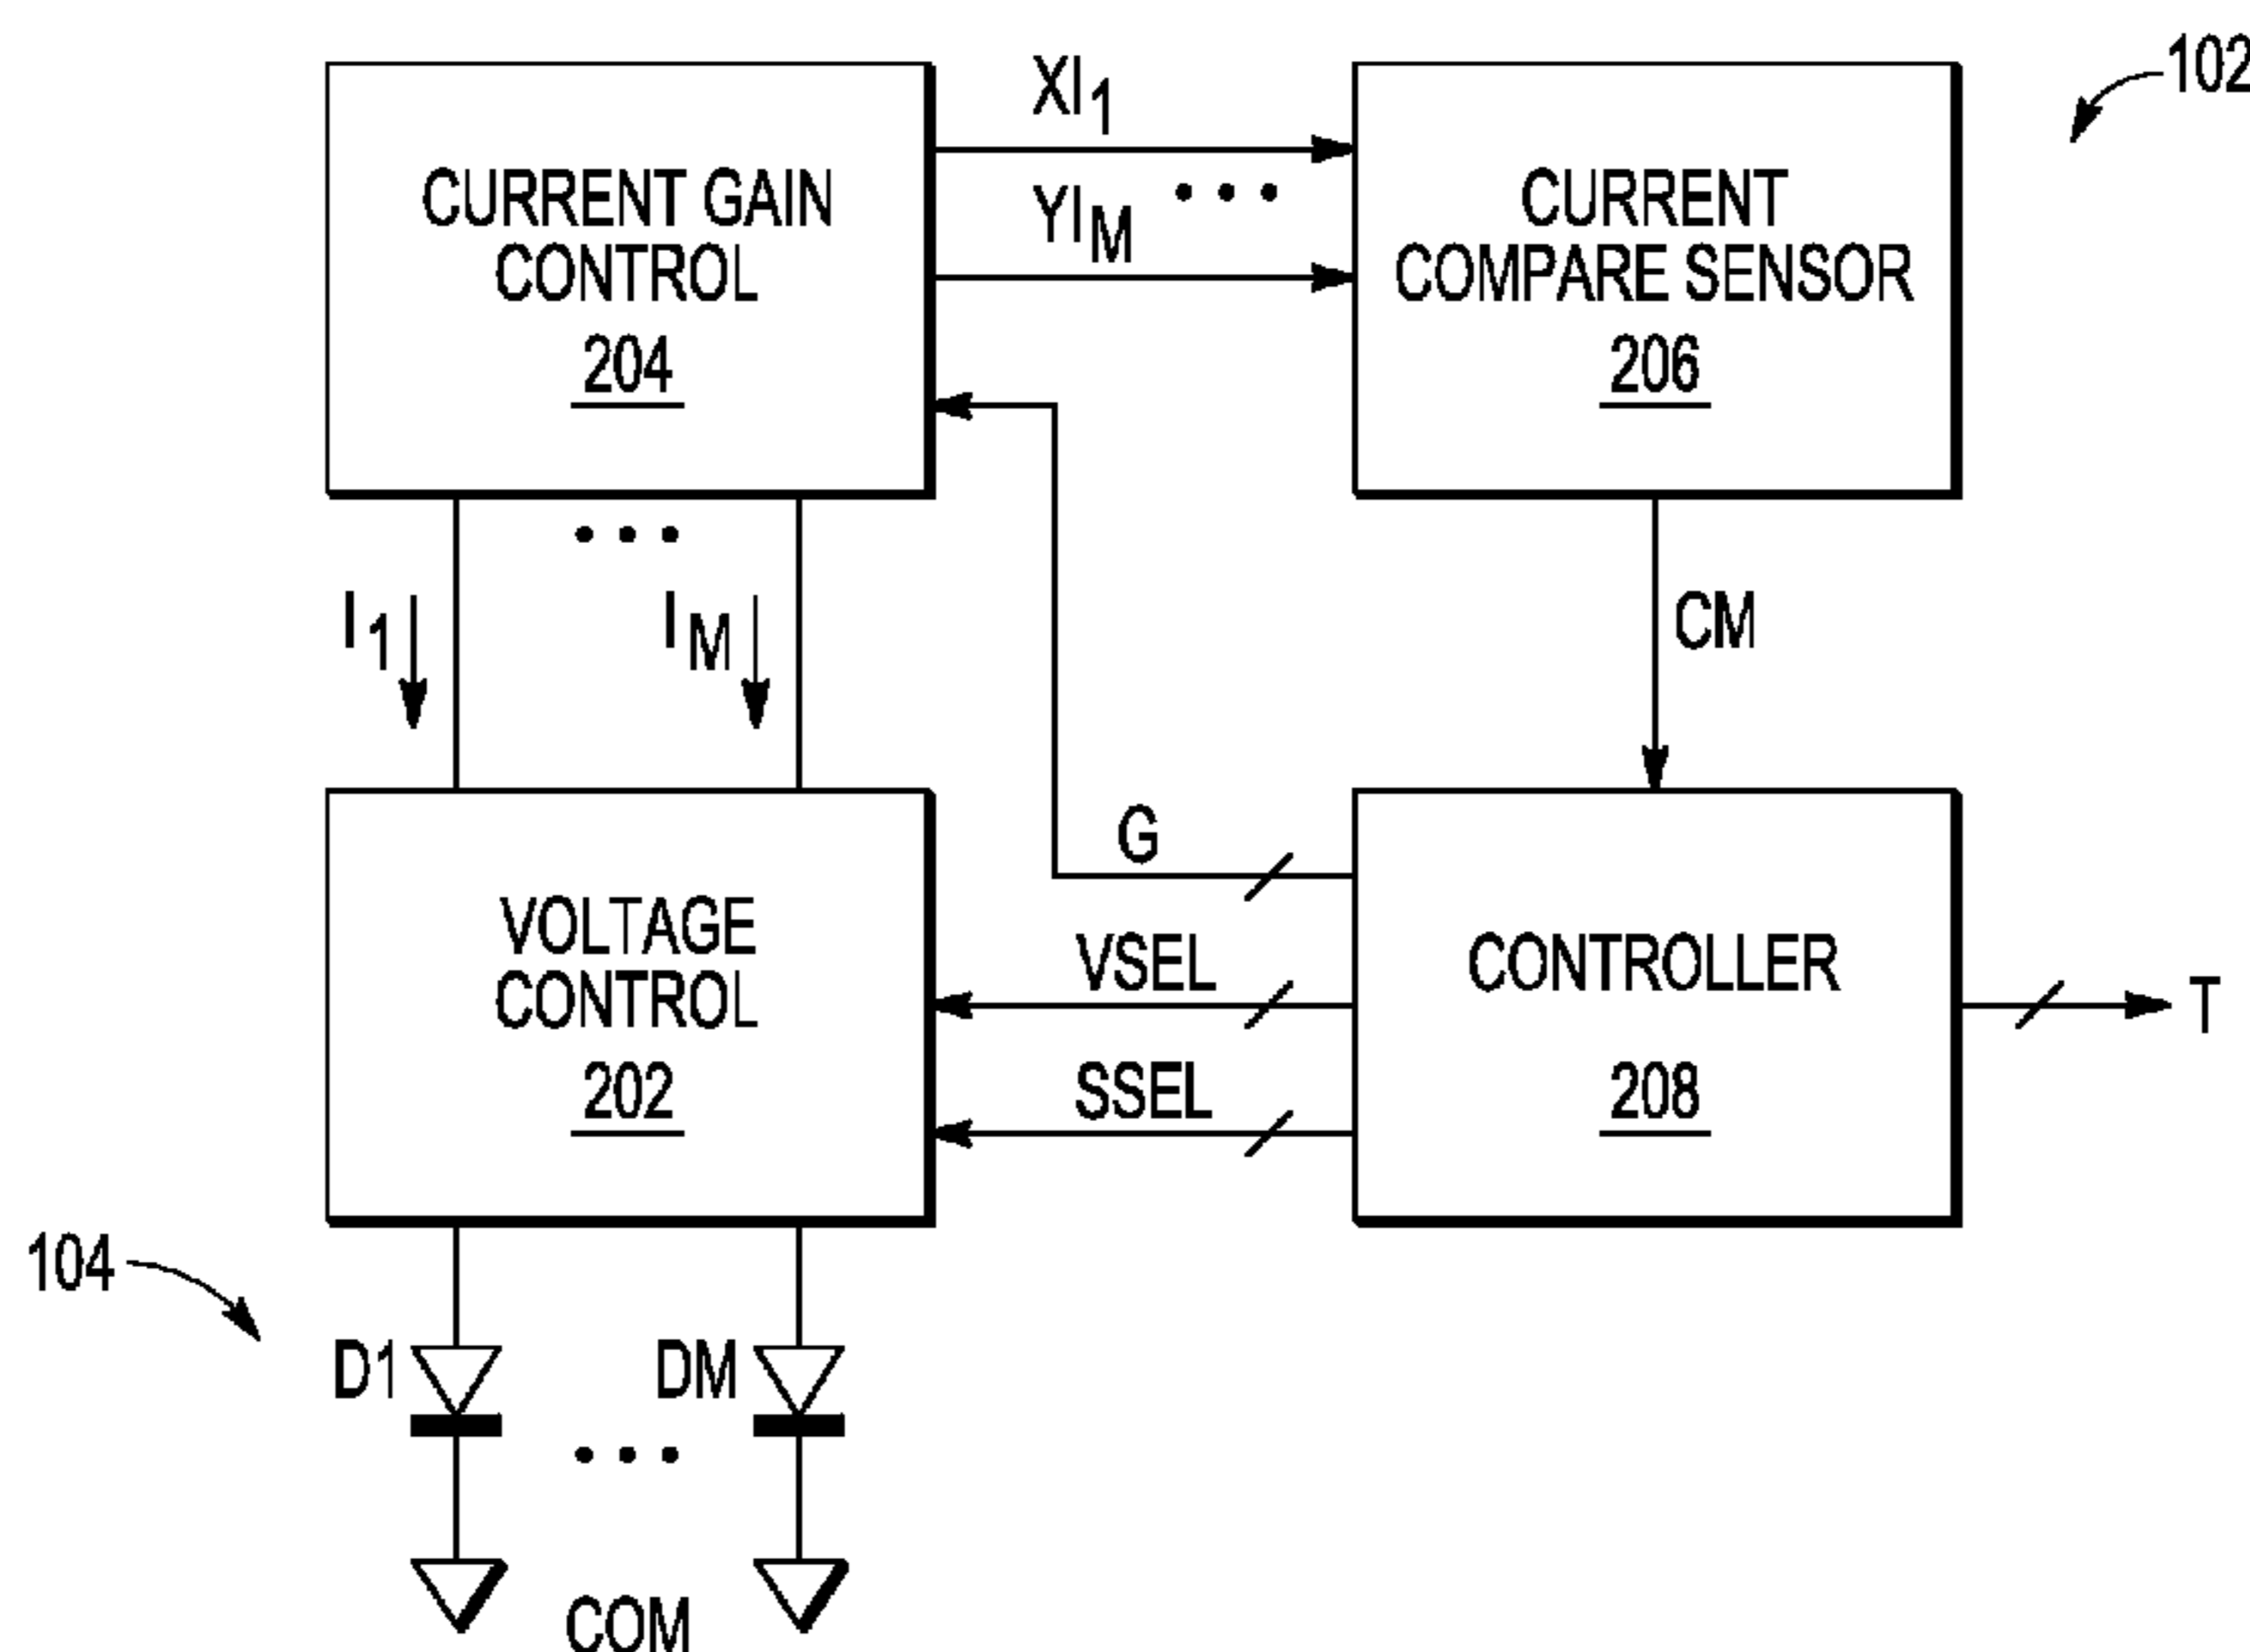 102
XI1
YIM
CURRENT GAIN
CONTROL
204
CURRENT
COMPARE SENSOR
206
I1
IM
CM
G
VSEL
SSEL
VOLTAGE
CONTROL
202
CONTROLLER
208
T
104
D1
DM
COM